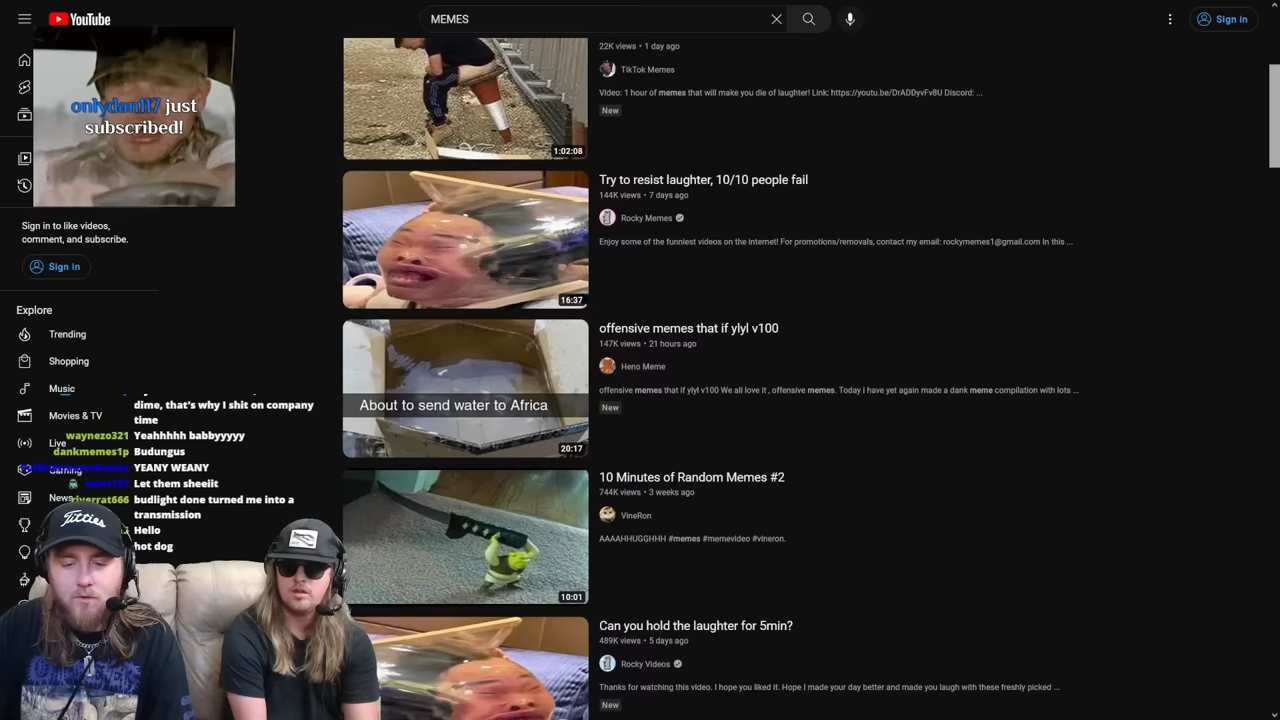 YouTube
MEMES
Sign in
onlydan117 just
subscribed!
22K views • 1 day ago
TikTok Memes
Video: 1 hour of memes that will make you die of laughter! Link: https://youtu.be/DrADDyvFv8U Discord: ...
New
1:02:08
Try to resist laughter, 10/10 people fail
144K views • 7 days ago
Rocky Memes
Enjoy some of the funniest videos on the internet! For promotions/removals, contact my email: rockymemes1@gmail.com In this ...
16:37
Sign in to like videos,
comment, and subscribe.
Sign in
Explore
Trending
Shopping
Music
Movies & TV
Live
Gaming
News
offensive memes that if ylyl v100
147K views • 21 hours ago
Heno Meme
offensive memes that if ylyl v100 We all love it , offensive memes. Today i have yet again made a dank meme compilation with lots ...
New
About to send water to Africa
20:17
dime, that's why I shit on company
time
waynezo321 Yeahhhhh babbyyyyy
dankmemes1p Budungus
YEANY WEANY
Let them sheeiit
riverrat666 budlight done turned me into a
transmission
Hello
hot dog
10 Minutes of Random Memes #2
744K views • 3 weeks ago
VineRon
AAAAHHUGGHHH #memes #memevideo #vineron.
10:01
Titties
Can you hold the laughter for 5min?
489K views • 5 days ago
Rocky Videos
Thanks for watching this video. I hope you liked it. Hope I made your day better and made you laugh with these freshly picked ...
New